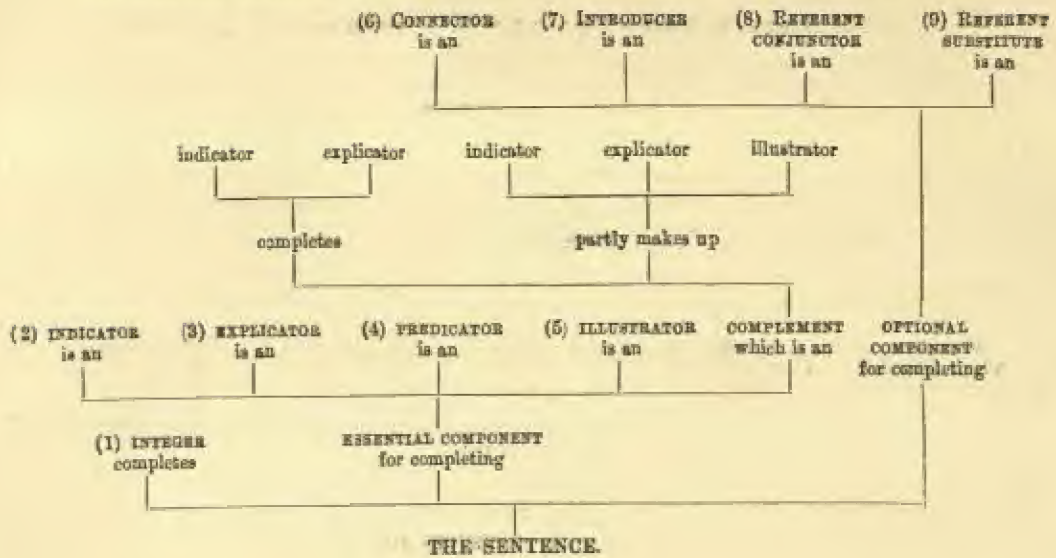 (6) CONNECTOR (7) INTRODUCER (8) REFERENT (9) REFERENT
is an is an CONJUNCTOR SUBSTITUTE
is an is an
indicator explicator indicator explicator illustrator
completes partly makes up
(2) INDICATOR (3) EXPLICATOR (4) PREDICATOR (5) ILLUSTRATOR COMPLEMENT OPTIONAL
is an is an is an is an which is an COMPONENT
for completing
(1) INTEGER ESSENTIAL COMPONENT
completes for completing
THE SENTENCE.